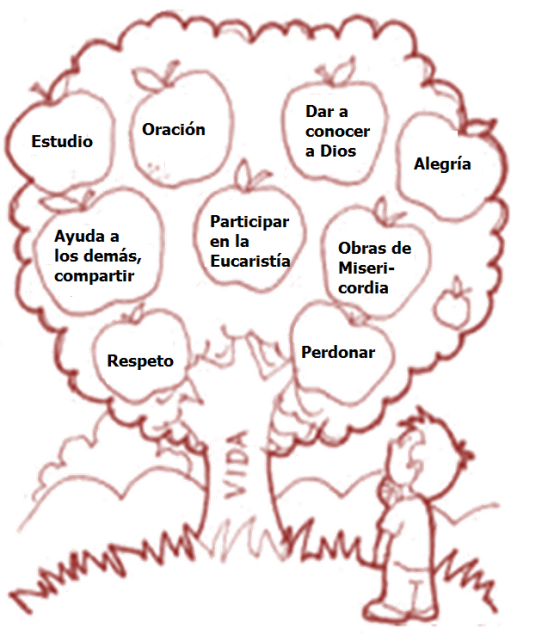 Estudio
Oración
Dar a
conocer
a Dios
Alegría
Ayuda a
los demás,
compartir
Participar
en la
Eucaristía
Obras de
Miseri-
cordia
Respeto
Perdonar
VIDA